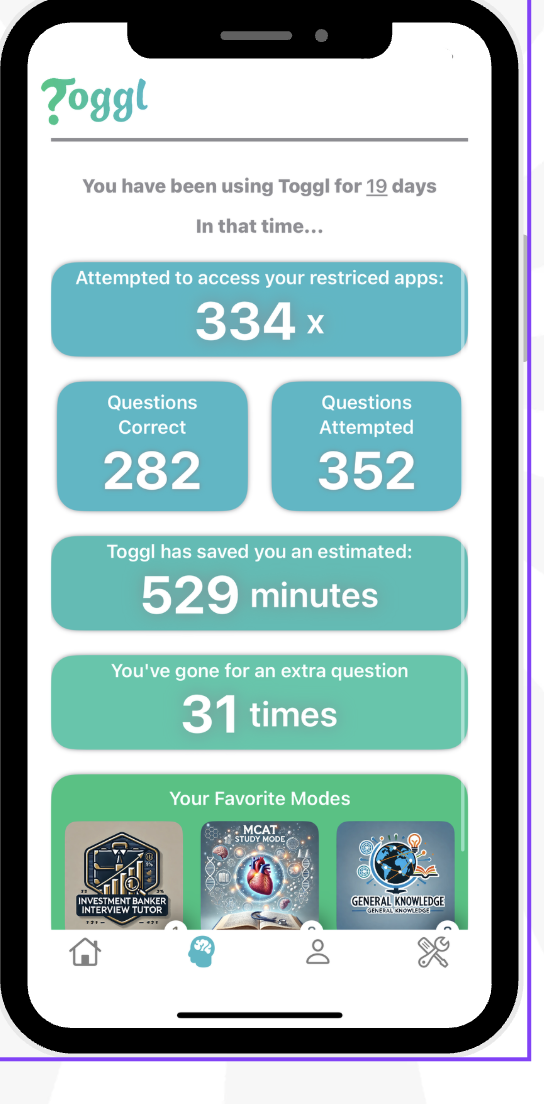 Toggl
You have been using Toggl for 19 days
In that time...
Attempted to access your restriced apps:
334 x
Questions
Correct
282
Questions
Attempted
352
Toggl has saved you an estimated:
529 minutes
You've gone for an extra question
31 times
Your Favorite Modes
INVESTMENT BANKER
INTERVIEW TUTOR
MCAT
STUDY MODE
GENERAL KNOWLEDGE
GENERAL KNOWLEDGE